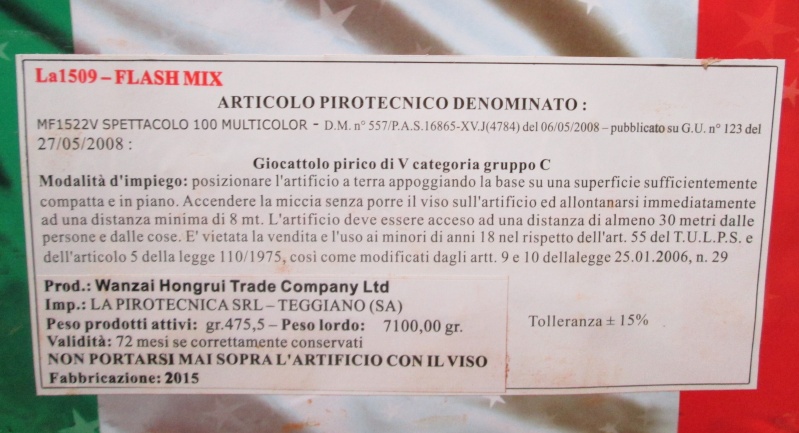 La1509 – FLASH MIX
ARTICOLO PIROTECNICO DENOMINATO :
MF1522V SPETTACOLO 100 MULTICOLOR – D.M. n° 557/P.A.S.16865-XV.J(4784) del 06/05/2008 – pubblicato su G.U. n° 123 del
27/05/2008 :
Giocattolo pirico di V categoria gruppo C
Modalità d'impiego: posizionare l'artificio a terra appoggiando la base su una superficie sufficientemente
compatta e in piano. Accendere la miccia senza porre il viso sull'artificio ed allontanarsi immediatamente
ad una distanza minima di 8 mt. L'artificio deve essere acceso ad una distanza di almeno 30 metri dalle
persone e dalle cose. E' vietata la vendita e l'uso ai minori di anni 18 nel rispetto dell'art. 55 del T.U.L.P.S. e
dell'articolo 5 della legge 110/1975, così come modificati dagli artt. 9 e 10 dellalegge 25.01.2006, n. 29
Prod.: Wanzai Hongrui Trade Company Ltd
Imp.: LA PIROTECNICA SRL – TEGGIANO (SA)
Peso prodotti attivi: gr.475,5 – Peso lordo: 7100,00 gr.
Tolleranza ± 15%
Validità: 72 mesi se correttamente conservati
NON PORTARSI MAI SOPRA L'ARTIFICIO CON IL VISO
Fabbricazione: 2015